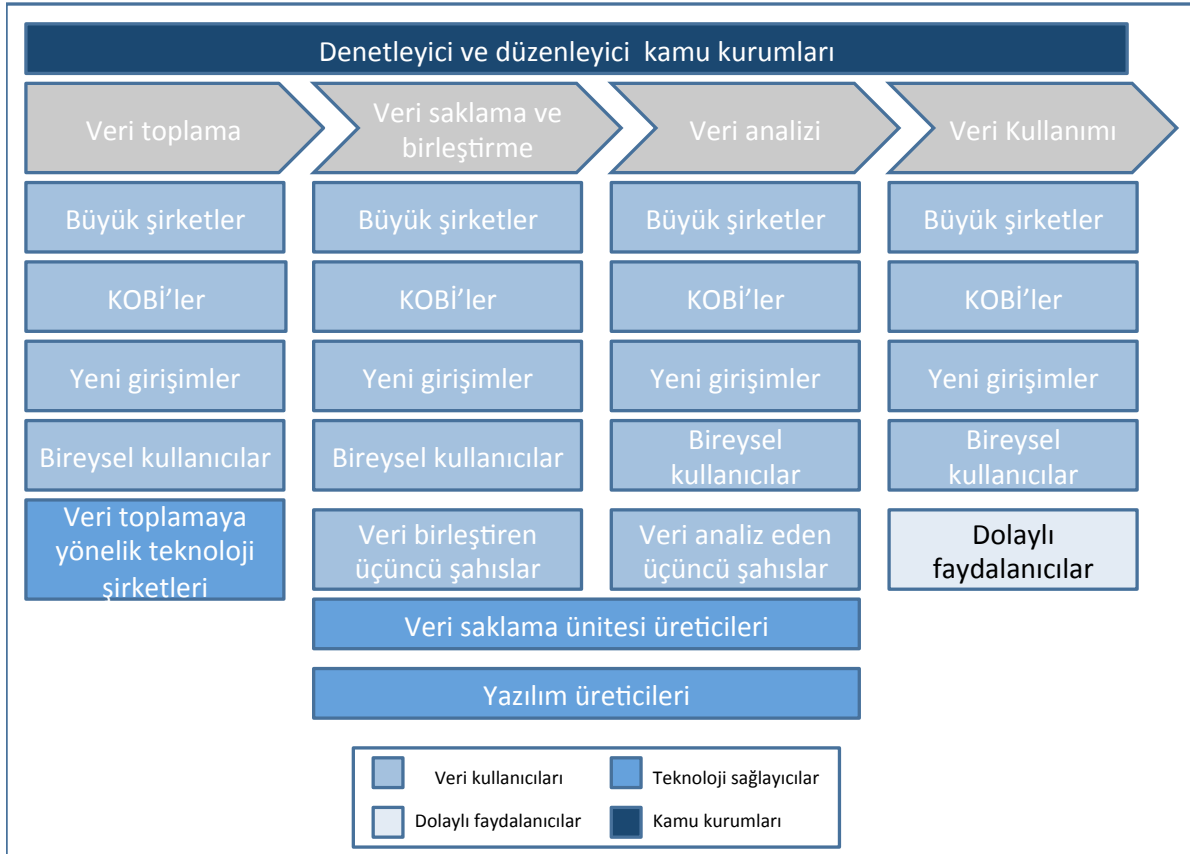 Denetleyici ve düzenleyici kamu kurumları
Veri toplama
Veri saklama ve
birleştirme
Veri analizi
Veri Kullanımı
Büyük şirketler
Büyük şirketler
Büyük şirketler
Büyük şirketler
KOBİ’ler
KOBİ’ler
KOBİ’ler
KOBİ’ler
Yeni girişimler
Yeni girişimler
Yeni girişimler
Yeni girişimler
Bireysel kullanıcılar
Bireysel kullanıcılar
Bireysel
kullanıcılar
Bireysel
kullanıcılar
Veri toplamaya
yönelik teknoloji
şirketleri
Veri birleştiren
üçüncü şahıslar
Veri analiz eden
üçüncü şahıslar
Dolaylı
faydalanıcılar
Veri saklama ünitesi üreticileri
Yazılım üreticileri
Veri kullanıcıları
Teknoloji sağlayıcılar
Dolaylı faydalanıcılar
Kamu kurumları